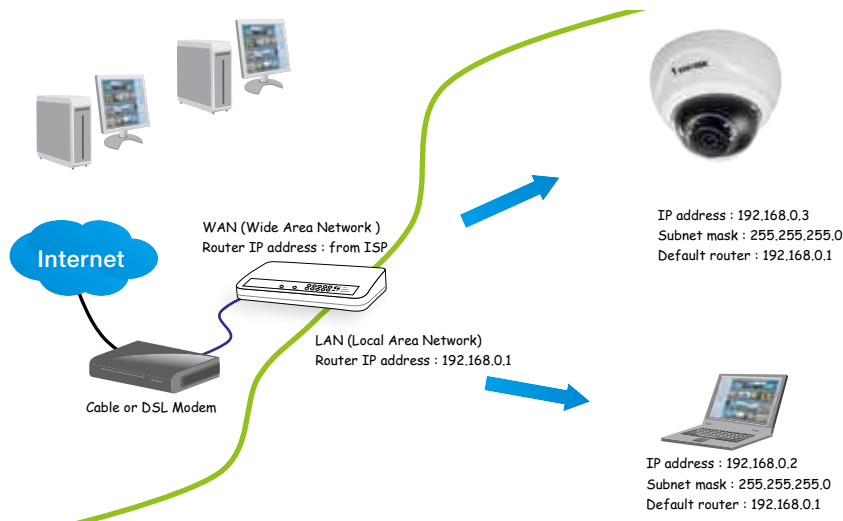 WAN (Wide Area Network )
Router IP address : from ISP
Internet
LAN (Local Area Network)
Router IP address : 192.168.0.1
Cable or DSL Modem
IP address : 192.168.0.3
Subnet mask : 255.255.255.0
Default router : 192.168.0.1
IP address : 192.168.0.2
Subnet mask : 255.255.255.0
Default router : 192.168.0.1